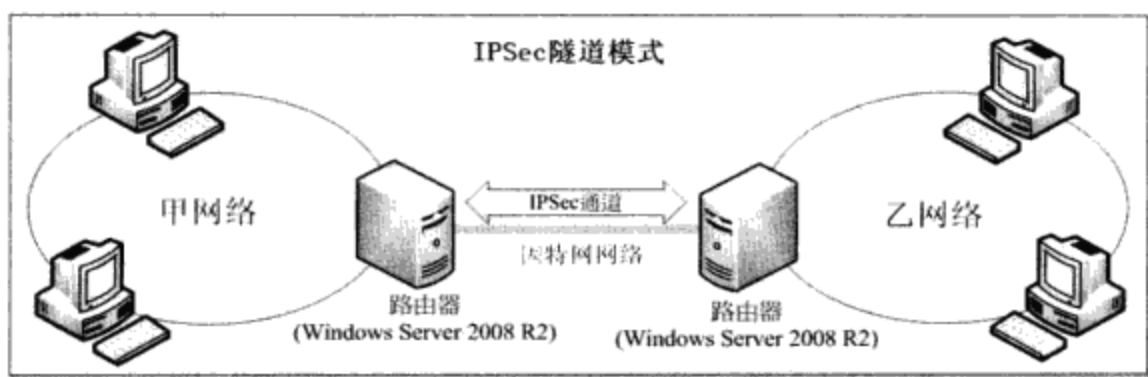 IPSec隧道模式
甲网络
IPSec通道
因特网网络
乙网络
路由器
(Windows Server 2008 R2)
路由器
(Windows Server 2008 R2)